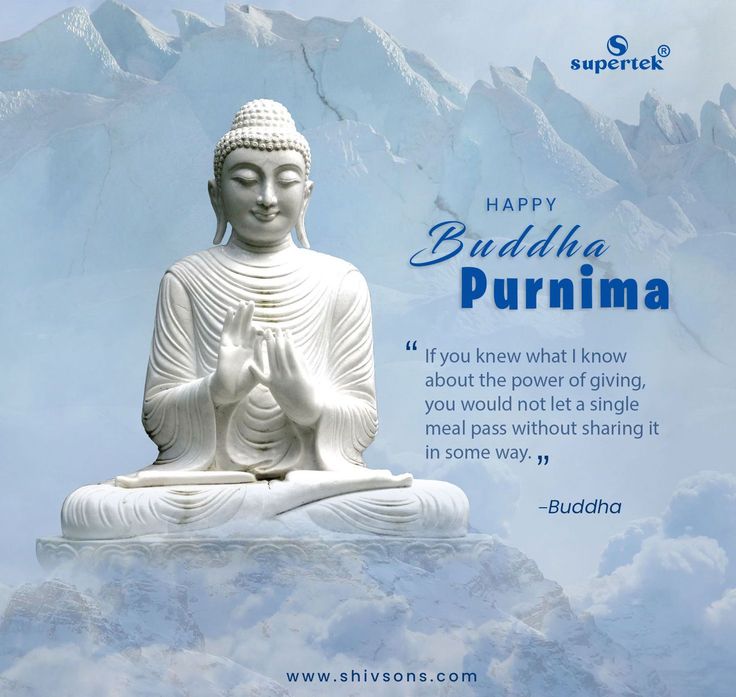 supertek®
HAPPY
Buddha
Purnima
“ If you knew what I know
about the power of giving,
you would not let a single
meal pass without sharing it
in some way. „
–Buddha
www.shivsons.com